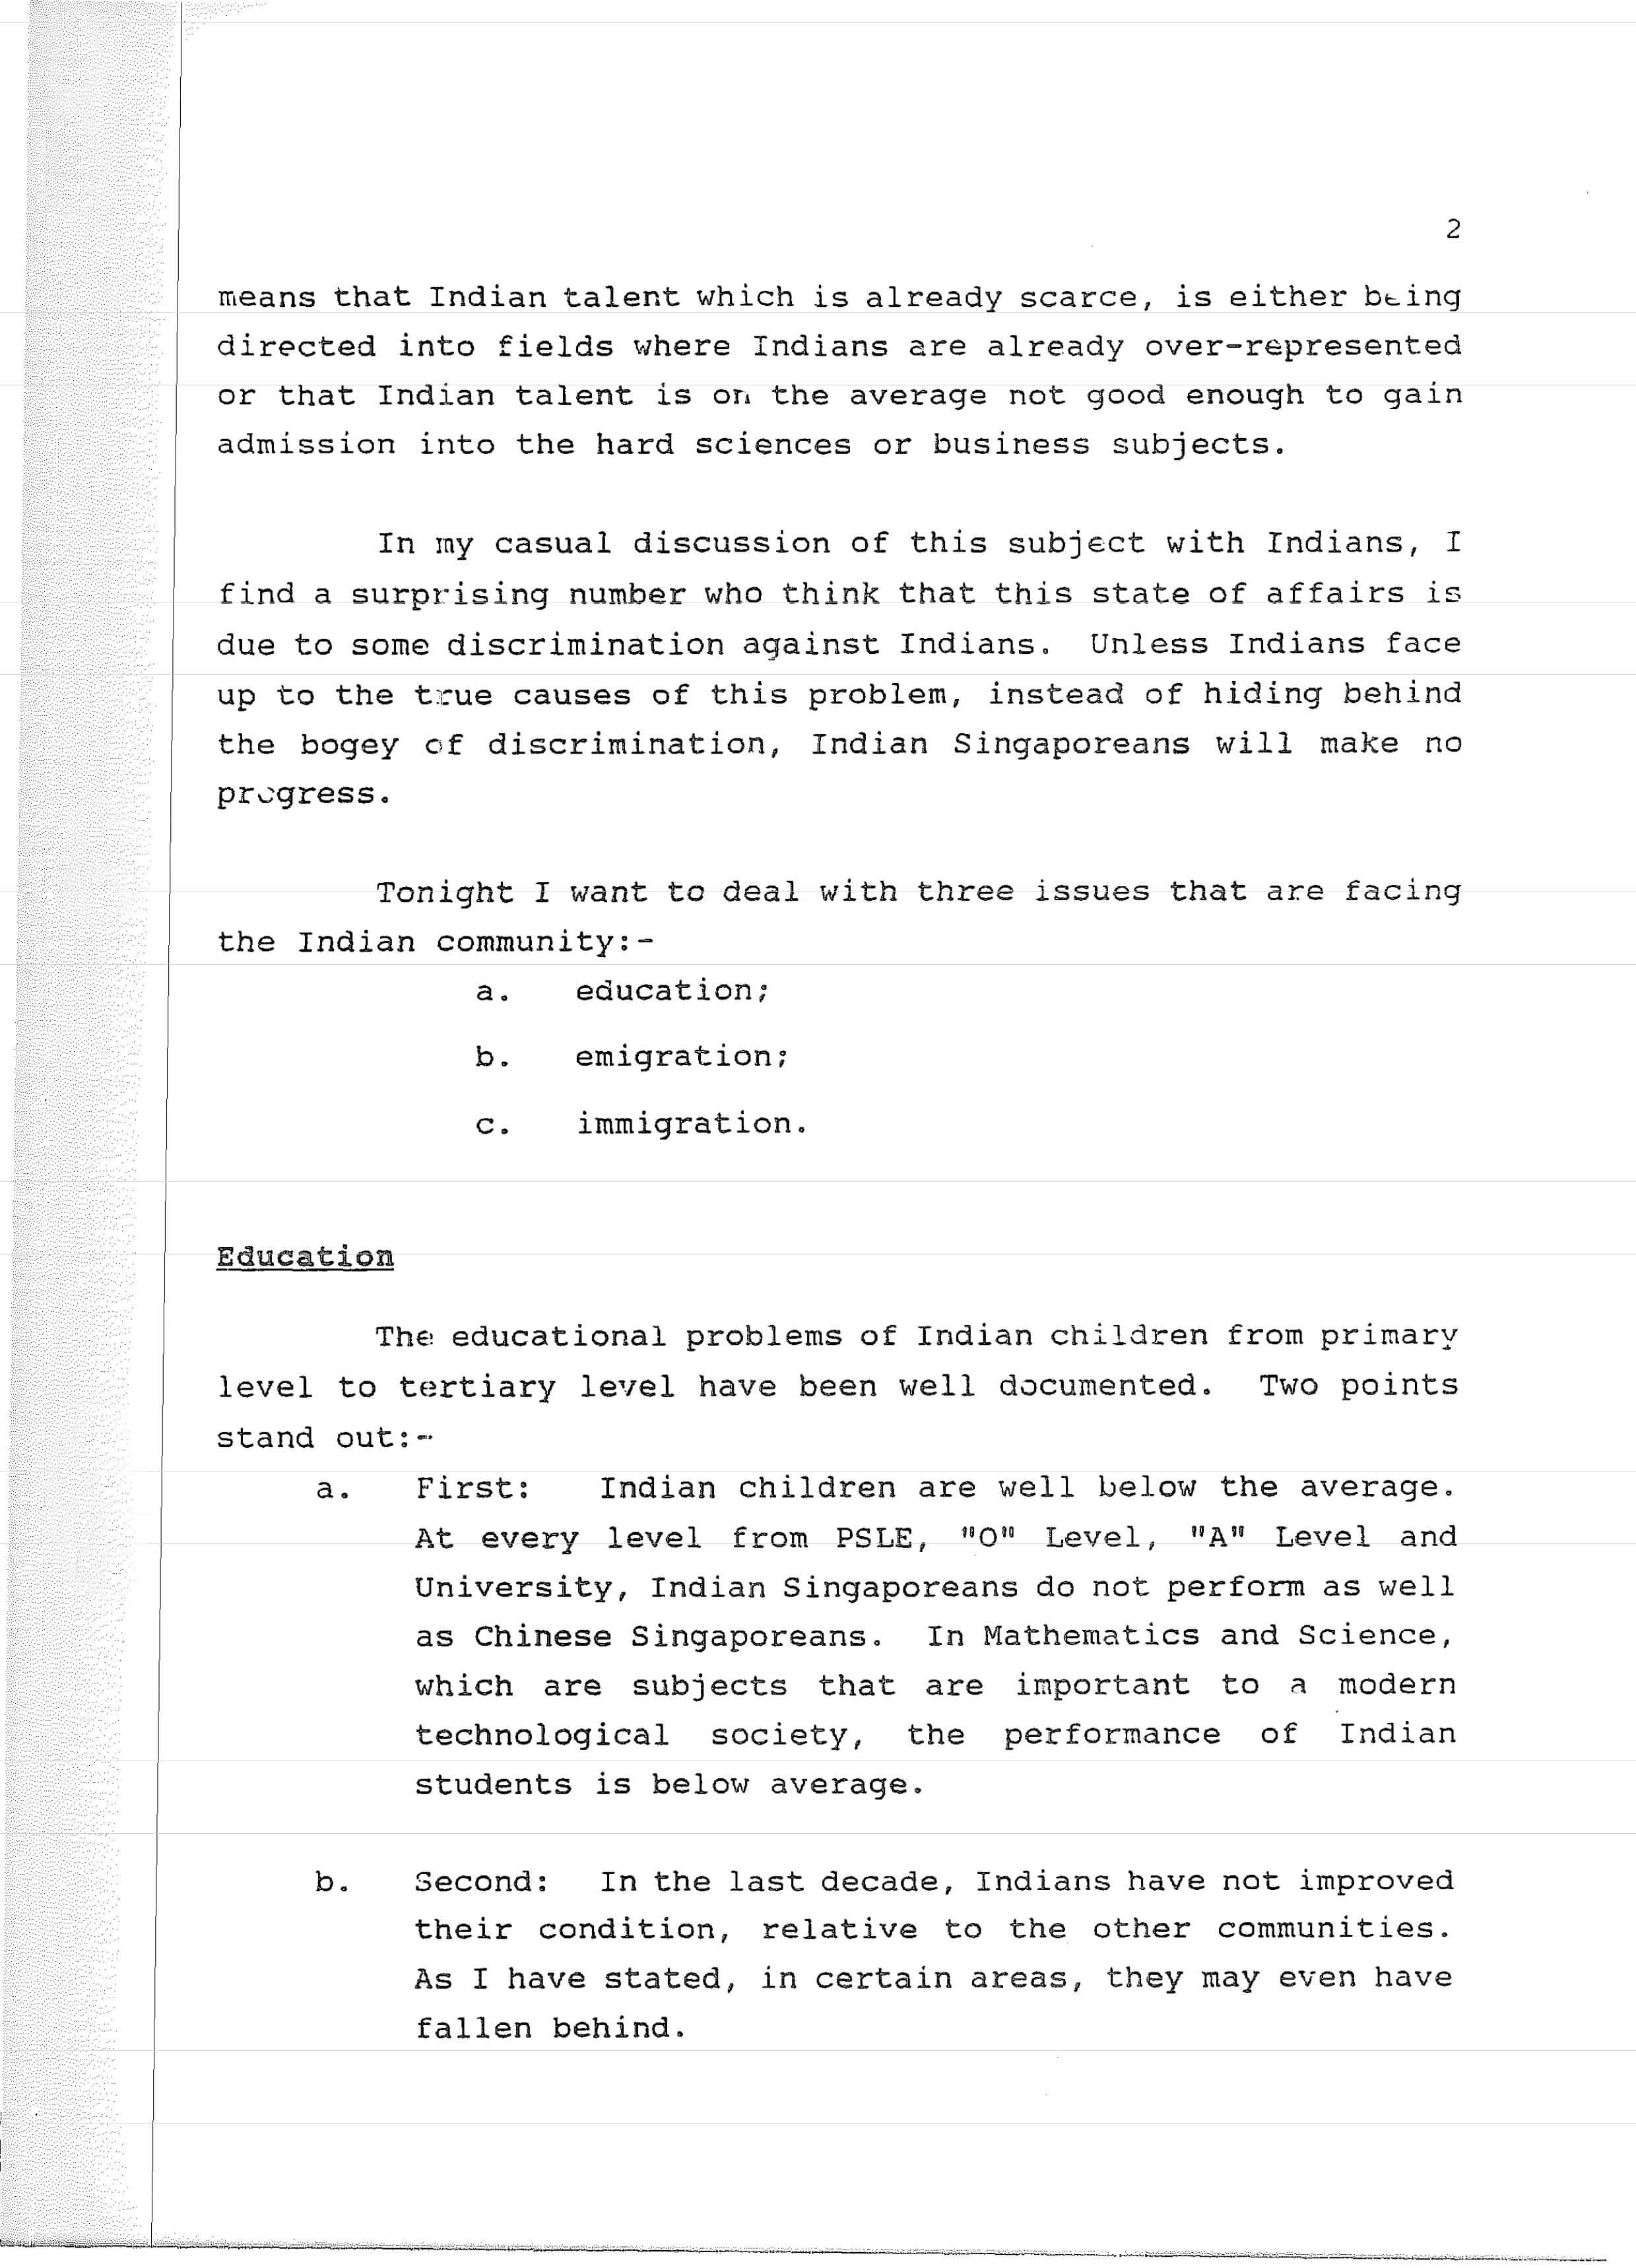 2
means that Indian talent which is already scarce, is either being
directed into fields where Indians are already over-represented
or that Indian talent is on the average not good enough to gain
admission into the hard sciences or business subjects.
In my casual discussion of this subject with Indians, I
find a surprising number who think that this state of affairs is
due to some discrimination against Indians. Unless Indians face
up to the true causes of this problem, instead of hiding behind
the bogey of discrimination, Indian Singaporeans will make no
progress.
Tonight I want to deal with three issues that are facing
the Indian community:-
a. education;
b. emigration;
c. immigration.
Education
The educational problems of Indian children from primary
level to tertiary level have been well documented. Two points
stand out:-
a. First: Indian children are well below the average.
At every level from PSLE, "O" Level, "A" Level and
University, Indian Singaporeans do not perform as well
as Chinese Singaporeans. In Mathematics and Science,
which are subjects that are important to a modern
technological society, the performance of Indian
students is below average.
b. Second: In the last decade, Indians have not improved
their condition, relative to the other communities.
As I have stated, in certain areas, they may even have
fallen behind.